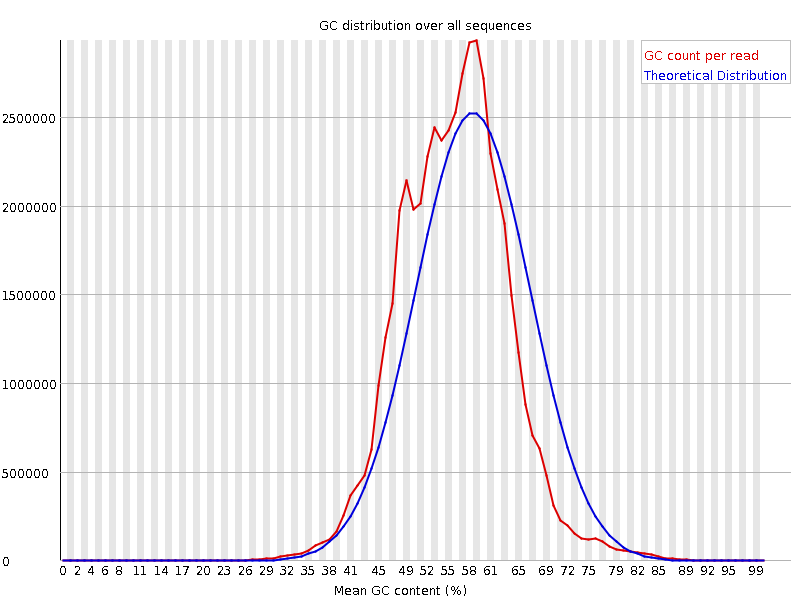 GC distribution over all sequences
GC count per read
Theoretical Distribution
2500000
2000000
1500000
1000000
500000
0
0 2 4 6 8 11 14 17 20 23 26 29 32 35 38 41 45 49 52 55 58 61 65 69 72 75 79 82 85 89 92 95 99
Mean GC content (%)